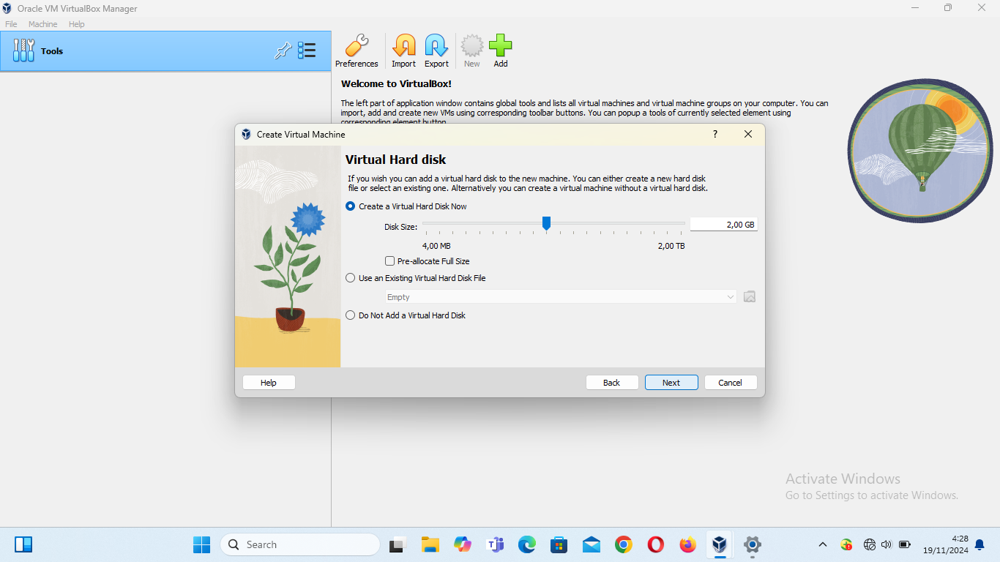 Oracle VM VirtualBox Manager
File Machine Help
Tools
Preferences Import Export New Add
Welcome to VirtualBox!
The left part of application window contains global tools and lists all virtual machines and virtual machine groups on your computer. You can
import, add and create new VMs using corresponding toolbar buttons. You can popup a tools of currently selected element using
corresponding element button
Create Virtual Machine
?
Virtual Hard disk
If you wish you can add a virtual hard disk to the new machine. You can either create a new hard disk
file or select an existing one. Alternatively you can create a virtual machine without a virtual hard disk.
Create a Virtual Hard Disk Now
Disk Size:
2,00 GB
4,00 MB 2,00 TB
Pre-allocate Full Size
Use an Existing Virtual Hard Disk File
Empty
Do Not Add a Virtual Hard Disk
Help Back Next Cancel
Activate Windows
Go to Settings to activate Windows.
Search
4:28
19/11/2024